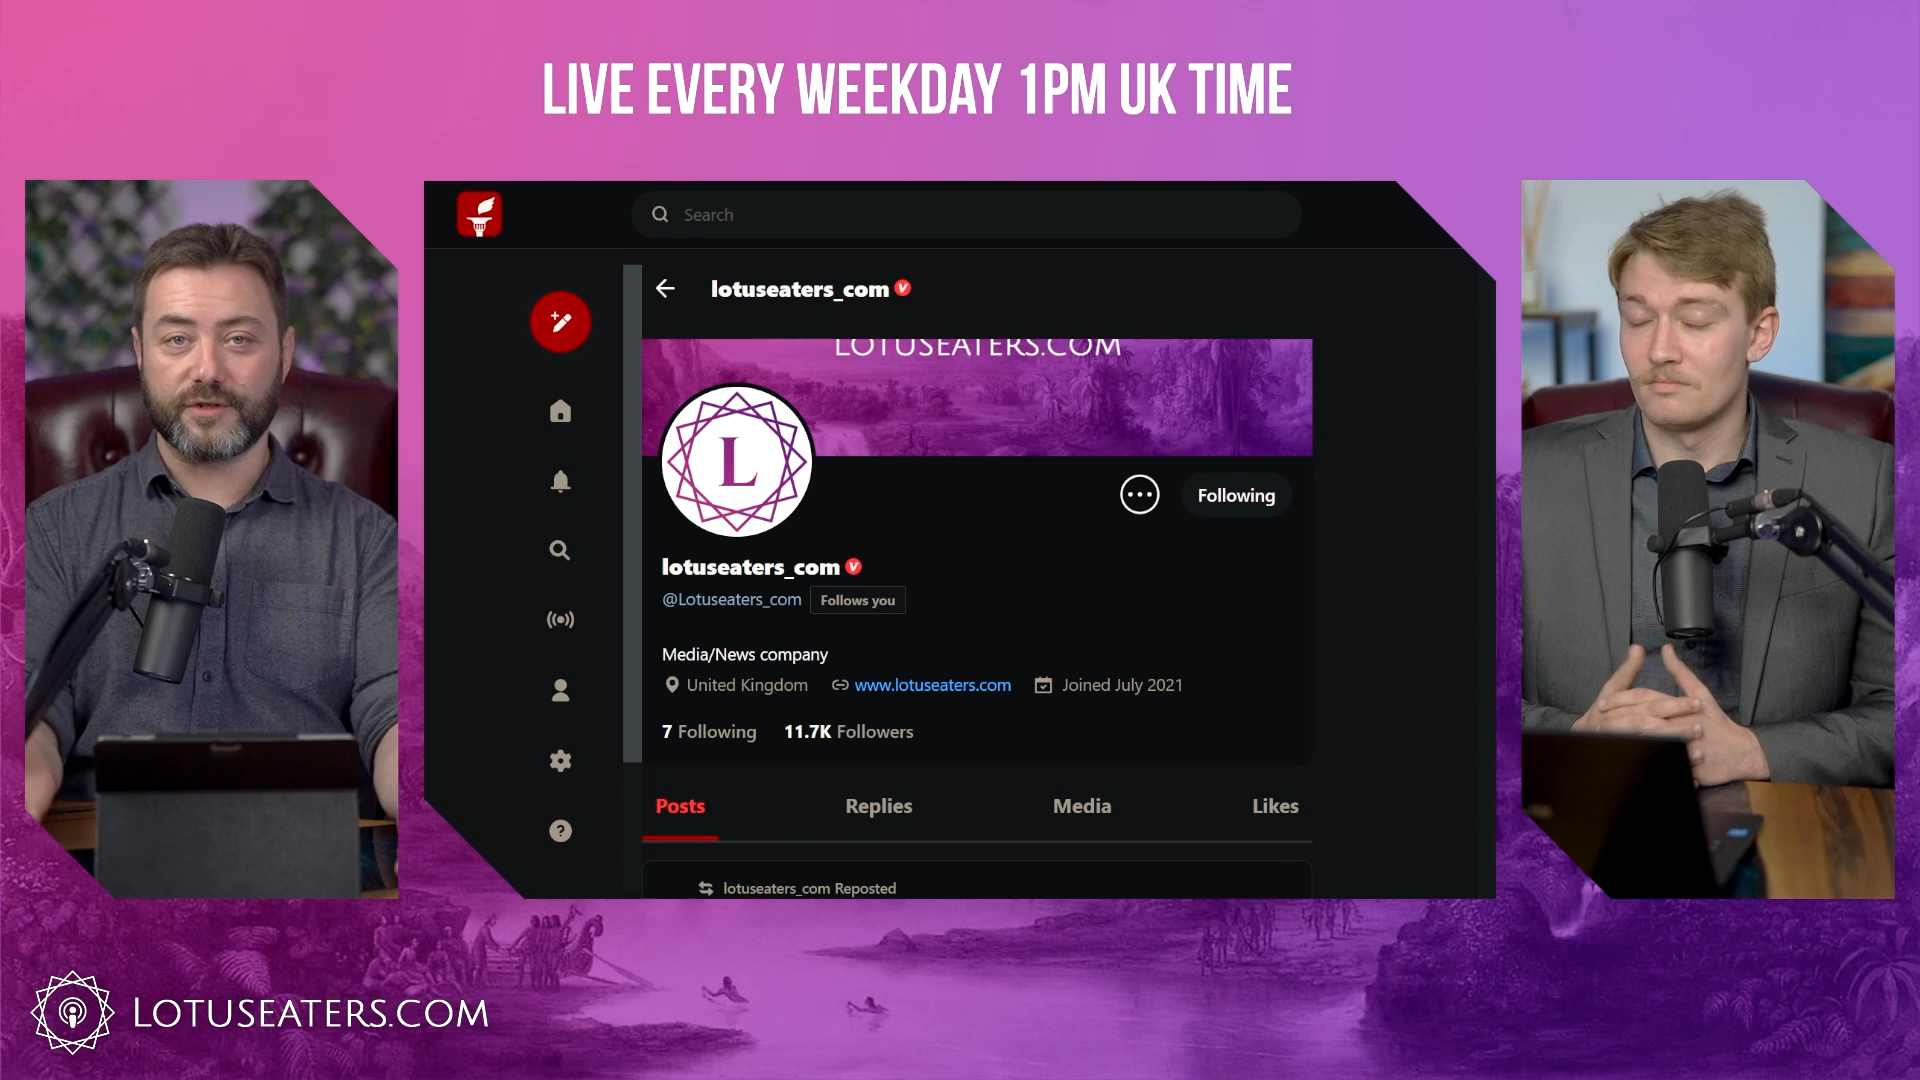 LIVE EVERY WEEKDAY 1PM UK TIME
Search
lotuseaters_com
LOTUSEATERS.COM
L
Following
lotuseaters_com
@Lotuseaters_com Follows you
Media/News company
United Kingdom www.lotuseaters.com Joined July 2021
7 Following 11.7K Followers
Posts Replies Media Likes
lotuseaters_com Reposted
LOTUSEATERS.COM